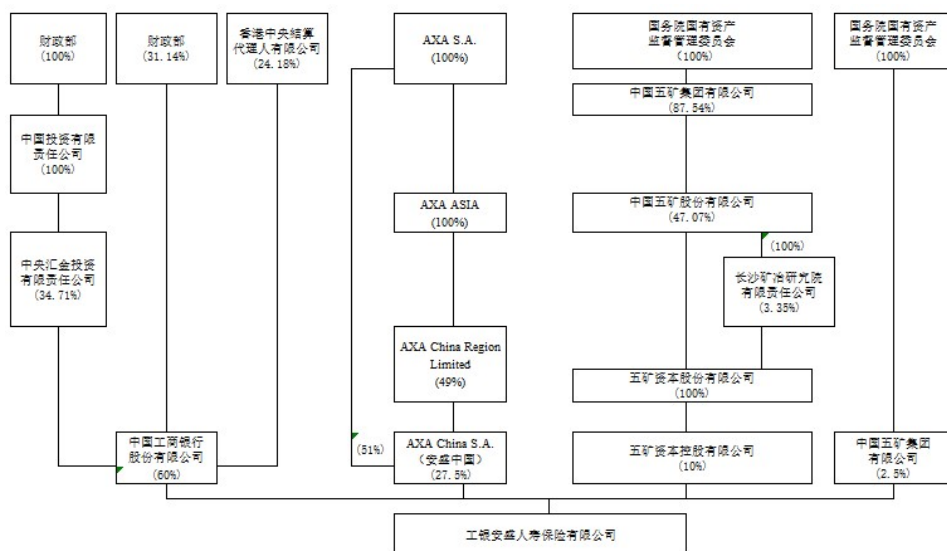 财政部
(100%)
财政部
(31.14%)
香港中央結算
代理人有限公司
(24.18%)
AXA S.A.
(100%)
国务院国有资产
监督管理委员会
(100%)
国务院国有资产
监督管理委员会
(100%)
中国五矿集团有限公司
(87.54%)
中国投资有限
责任公司
(100%)
AXA ASIA
(100%)
中国五矿股份有限公司
(47.07%)
中央汇金投资
有限责任公司
(34.71%)
(100%)
长沙矿冶研究院
有限责任公司
(3.35%)
AXA China Region
Limited
(49%)
五矿资本股份有限公司
(100%)
中国工商银行
股份有限公司
(60%)
(51%)
AXA China S.A.
（安盛中国）
(27.5%)
五矿资本控股有限公司
(10%)
中国五矿集团
有限公司
(2.5%)
工银安盛人寿保险有限公司